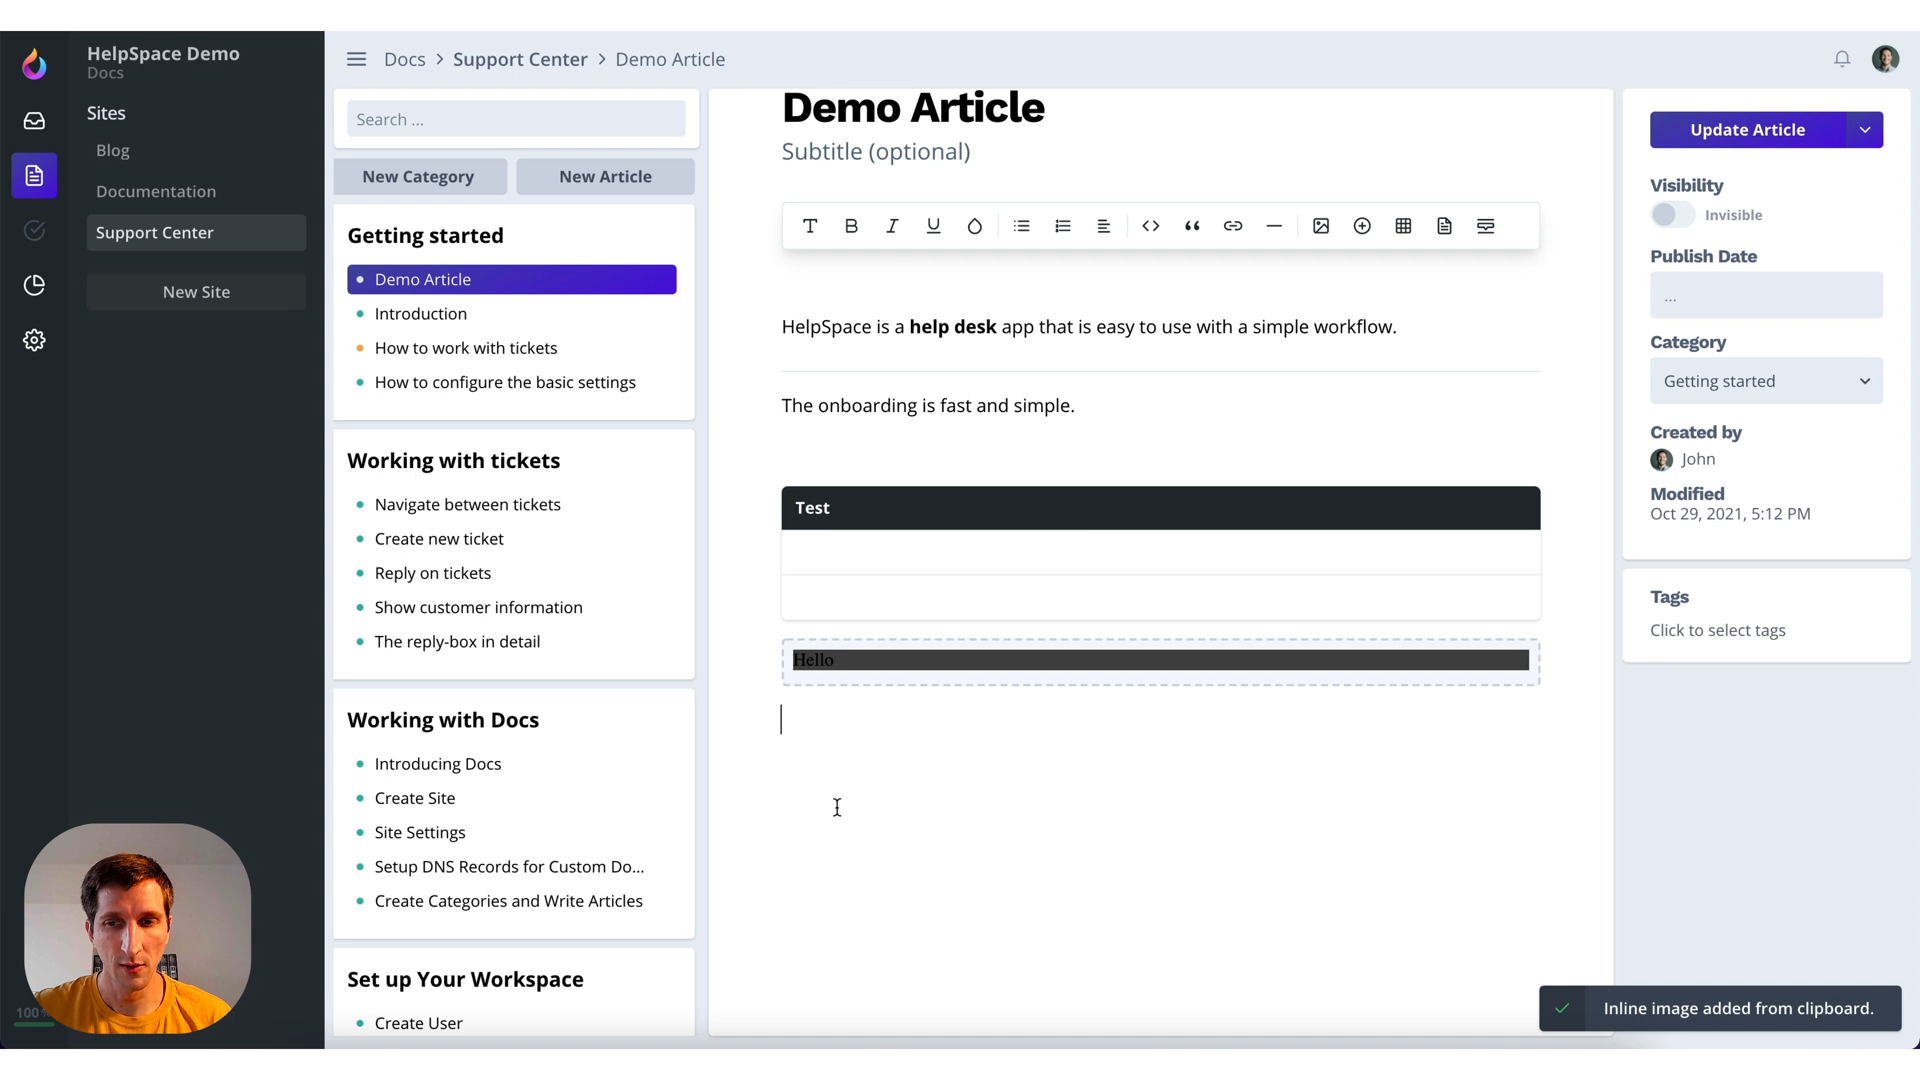 HelpSpace Demo
Docs
Sites
Blog
Documentation
Support Center
New Site
100%
Docs > Support Center > Demo Article
Search ...
New Category
New Article
Getting started
Demo Article
Introduction
How to work with tickets
How to configure the basic settings
Working with tickets
Navigate between tickets
Create new ticket
Reply on tickets
Show customer information
The reply-box in detail
Working with Docs
Introducing Docs
Create Site
Site Settings
Setup DNS Records for Custom Do...
Create Categories and Write Articles
Set up Your Workspace
Create User
Demo Article
Subtitle (optional)
HelpSpace is a help desk app that is easy to use with a simple workflow.
The onboarding is fast and simple.
Test
Hello
Update Article
Visibility
Invisible
Publish Date
...
Category
Getting started
Created by
John
Modified
Oct 29, 2021, 5:12 PM
Tags
Click to select tags
Inline image added from clipboard.